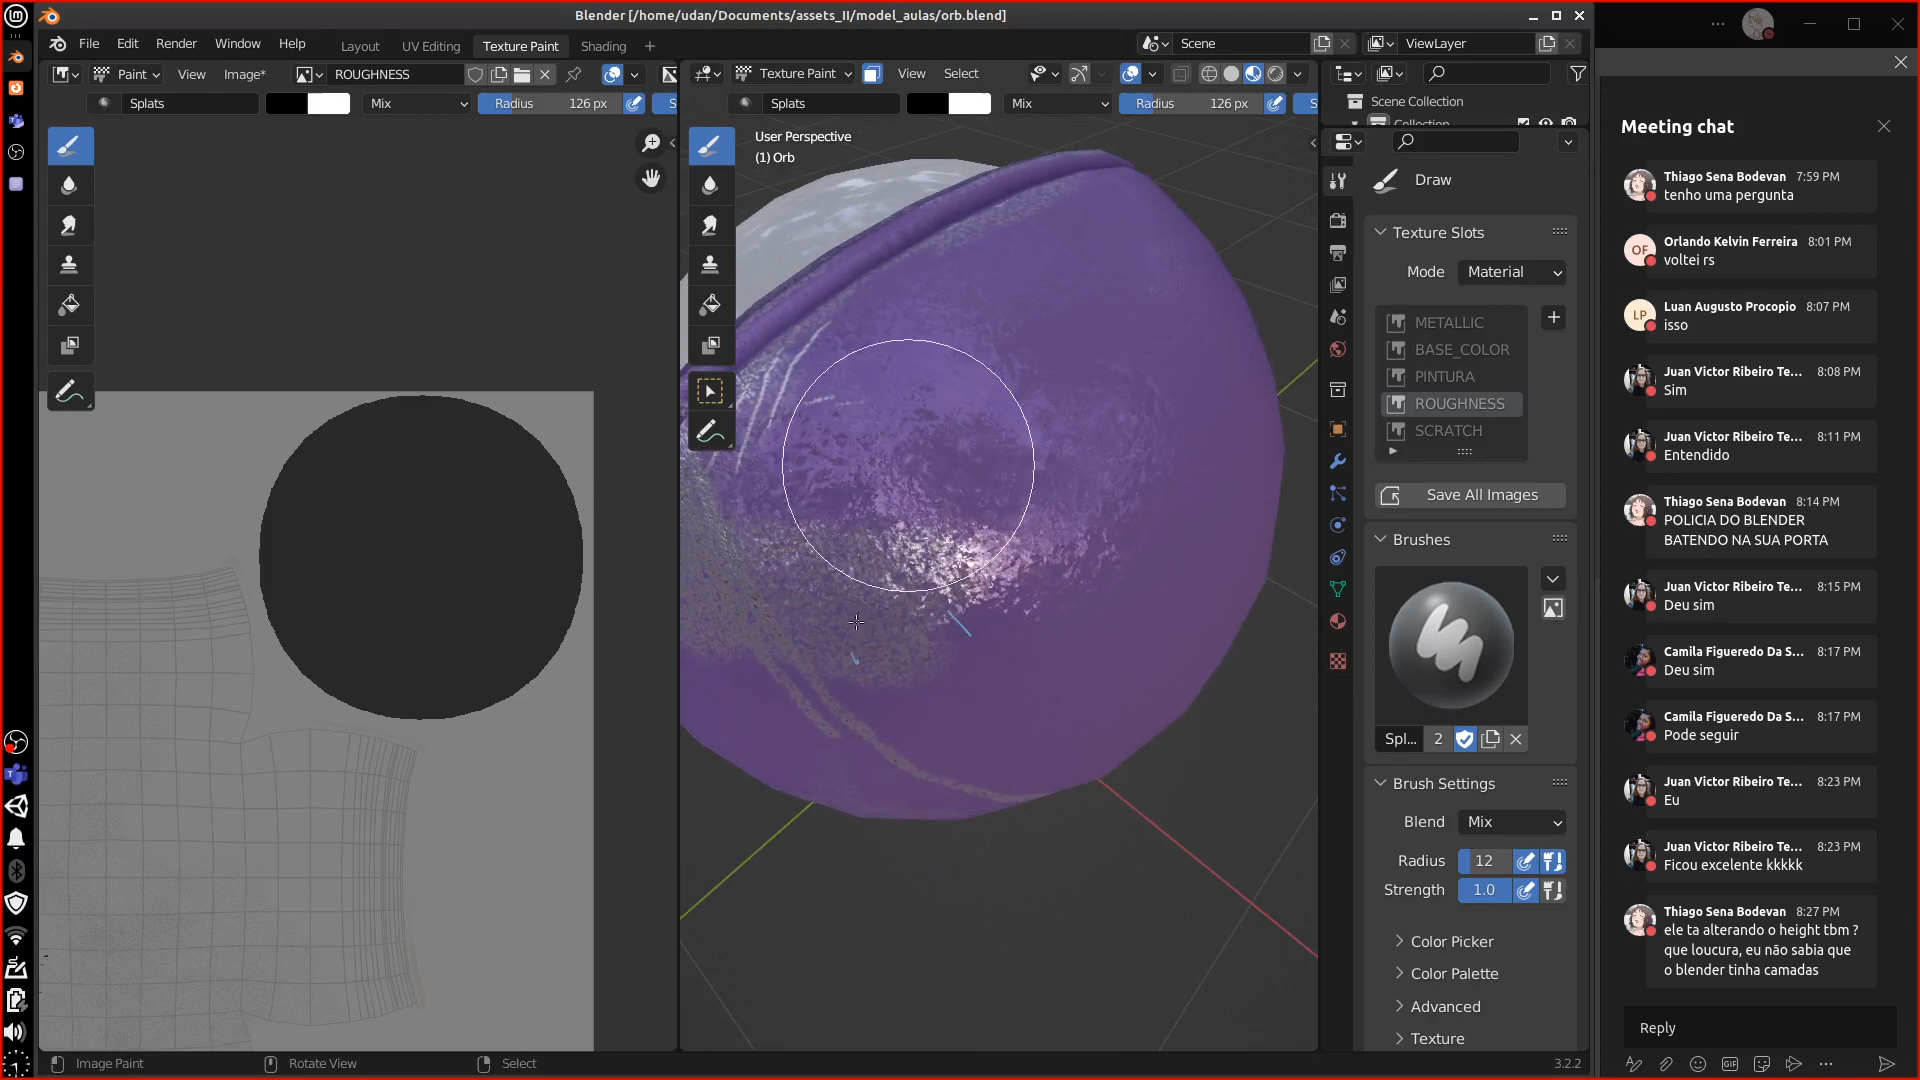 Blender [/home/udan/Documents/assets_II/model_aulas/orb.blend]
File Edit Render Window Help
Layout UV Editing Texture Paint Shading +
Scene
ViewLayer
Paint View Image* ROUGHNESS
Splats Mix Radius 126 px S
Texture Paint View Select
Splats Mix Radius 126 px S
User Perspective
(1) Orb
Scene Collection
Collection
Draw
Texture Slots
Mode Material
METALLIC
BASE_COLOR
PINTURA
ROUGHNESS
SCRATCH
Save All Images
Brushes
Spl... 2
Brush Settings
Blend Mix
Radius 12
Strength 1.0
Color Picker
Color Palette
Advanced
Texture
Image Paint Rotate View Select 3.2.2
Meeting chat
Thiago Sena Bodevan 7:59 PM
tenho uma pergunta
OF
Orlando Kelvin Ferreira 8:01 PM
voltei rs
LP
Luan Augusto Procopio 8:07 PM
isso
Juan Victor Ribeiro Te... 8:08 PM
Sim
Juan Victor Ribeiro Te... 8:11 PM
Entendido
Thiago Sena Bodevan 8:14 PM
POLICIA DO BLENDER
BATENDO NA SUA PORTA
Juan Victor Ribeiro Te... 8:15 PM
Deu sim
Camila Figueredo Da S... 8:17 PM
Deu sim
Camila Figueredo Da S... 8:17 PM
Pode seguir
Juan Victor Ribeiro Te... 8:23 PM
Eu
Juan Victor Ribeiro Te... 8:23 PM
Ficou excelente kkkkk
Thiago Sena Bodevan 8:27 PM
ele ta alterando o height tbm ?
que loucura, eu não sabia que
o blender tinha camadas
Reply
GIF